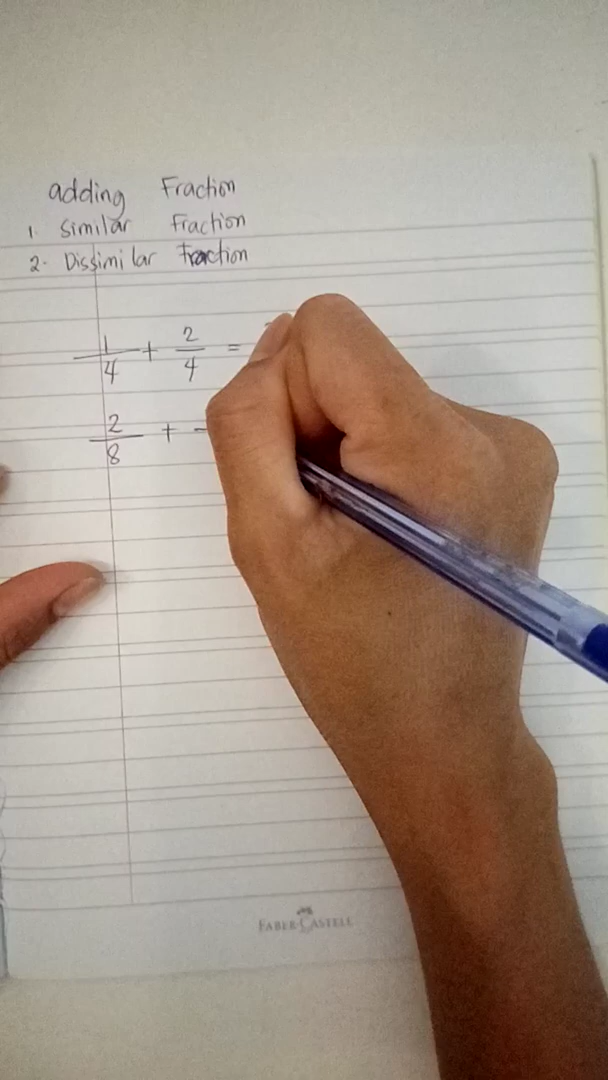 adding Fraction
1. Similar Fraction
2. Dissimilar Fraction
1/4 + 2/4 =
2/8 +
FABER-CASTELL